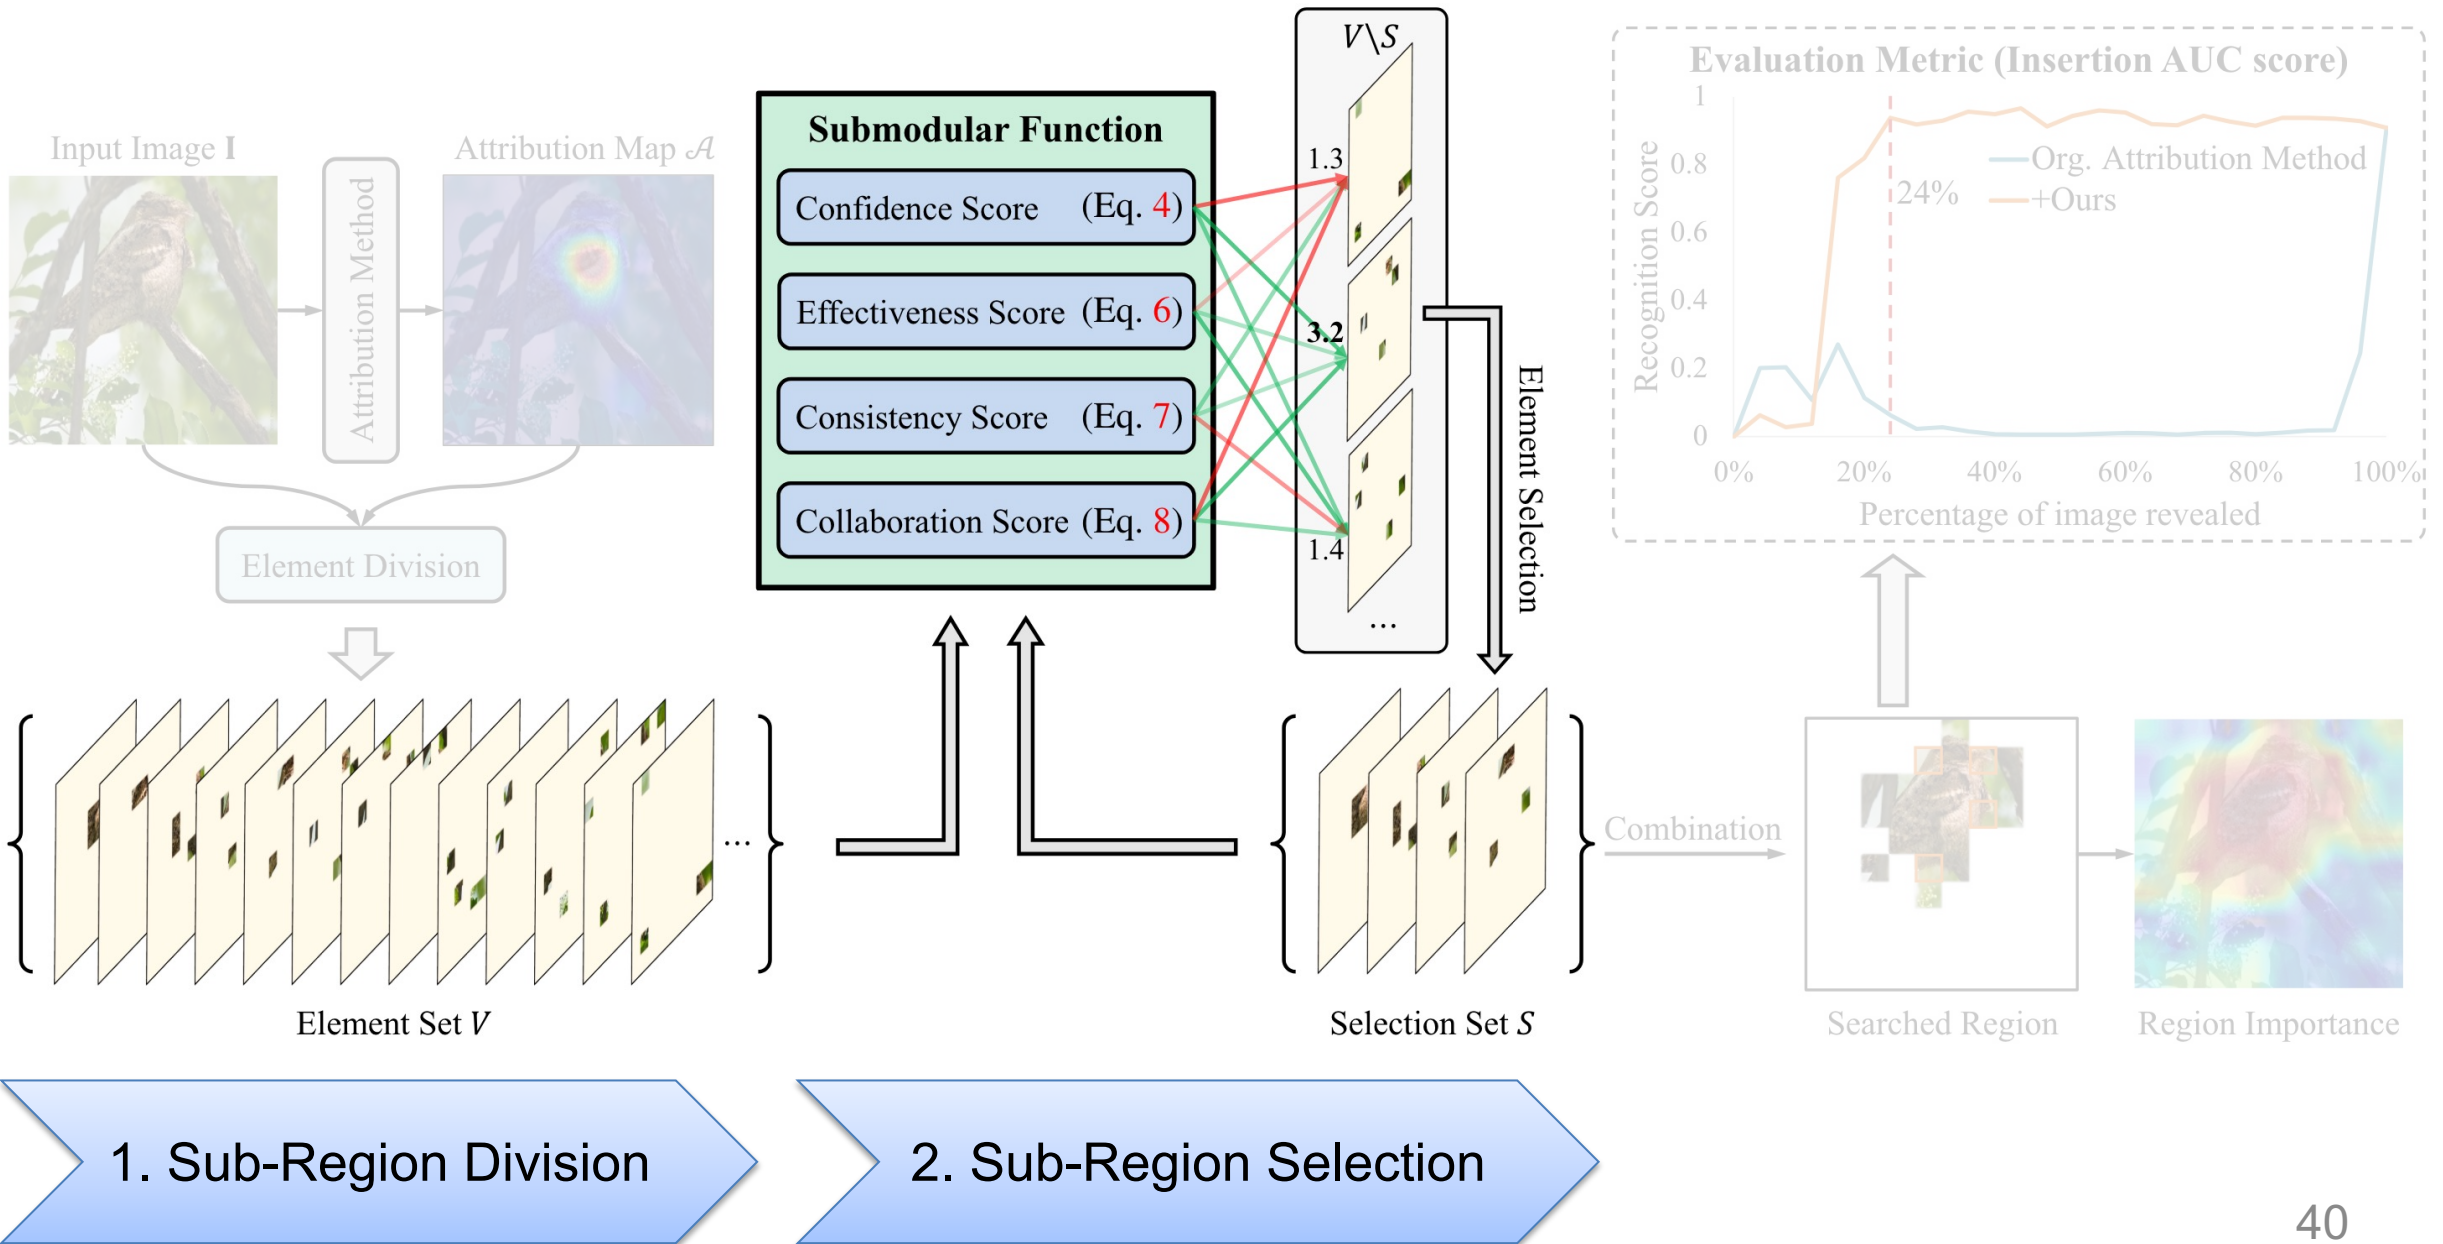 Input Image I
Attribution Method
Attribution Map 𝒜
Element Division
Element Set V
Submodular Function
Confidence Score (Eq. 4)
Effectiveness Score (Eq. 6)
Consistency Score (Eq. 7)
Collaboration Score (Eq. 8)
V\S
1.3
3.2
1.4
...
Element Selection
...
Selection Set S
Combination
Searched Region
Region Importance
Evaluation Metric (Insertion AUC score)
Recognition Score
1
0.8
0.6
0.4
0.2
0
Org. Attribution Method
+Ours
24%
0% 20% 40% 60% 80% 100%
Percentage of image revealed
1. Sub-Region Division
2. Sub-Region Selection
40